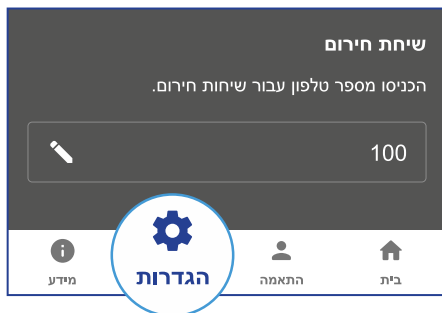 שיחת חירום
הכניסו מספר טלפון עבור שיחות חירום.
100
בית
התאמה
הגדרות
מידע